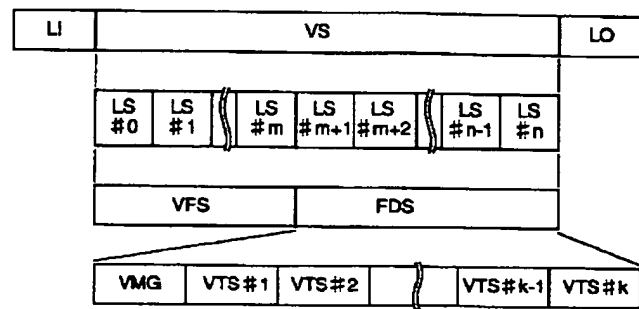 LI VS LO
LS LS LS LS LS LS LS
#0 #1 #m #m+1 #m+2 #n-1 #n
VFS FDS
VMG VTS#1 VTS#2 VTS#k-1 VTS#k